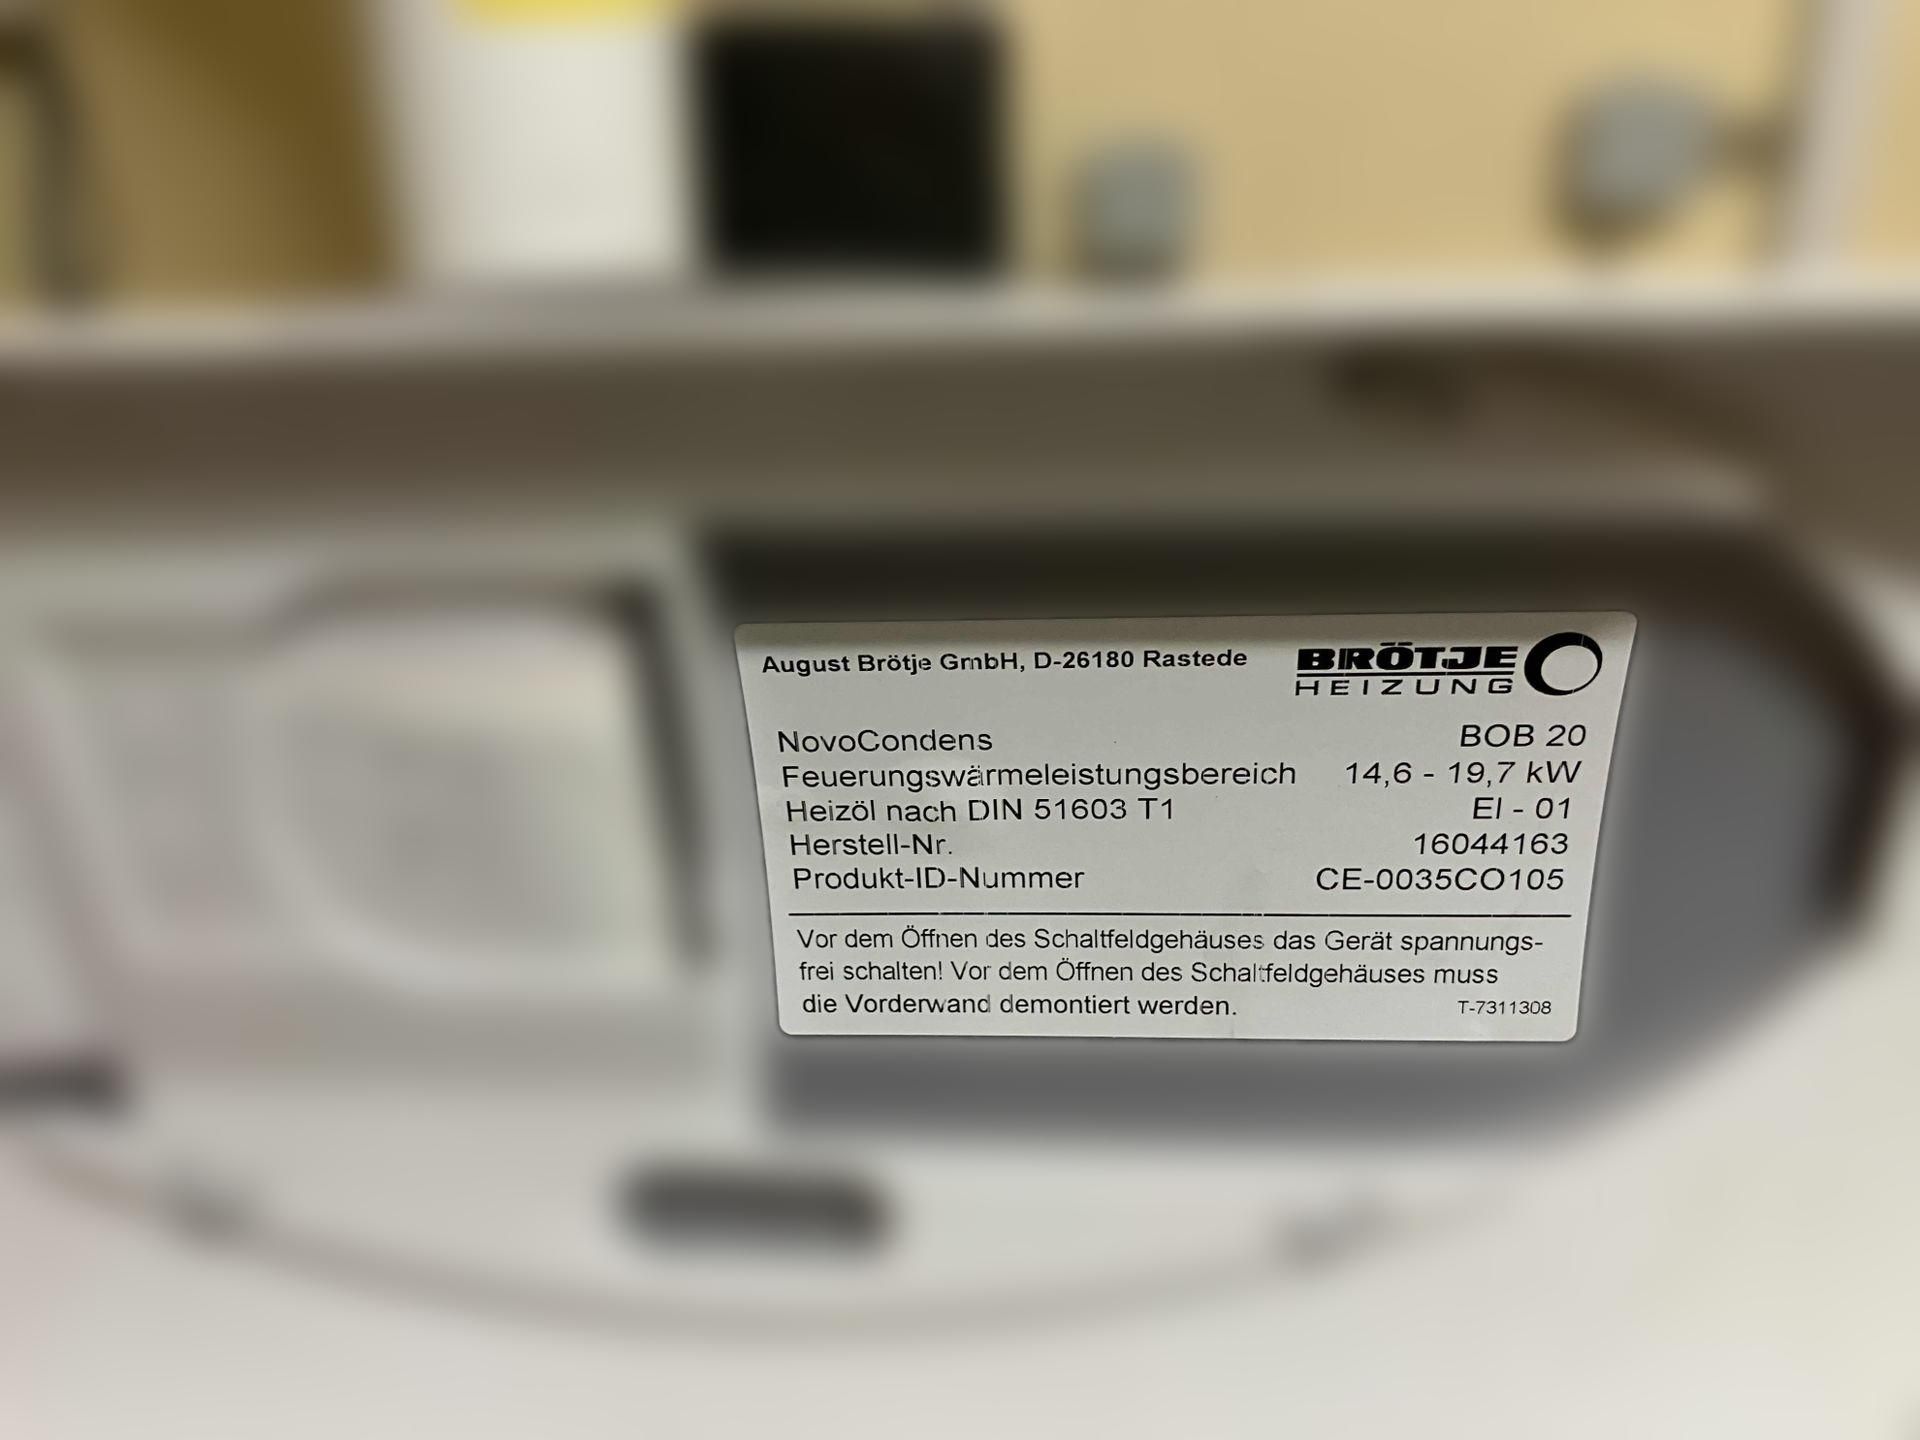 August Brötje GmbH, D-26180 Rastede
BRÖTJE
HEIZUNG
NovoCondens BOB 20
Feuerungswärmeleistungsbereich 14,6 - 19,7 kW
Heizöl nach DIN 51603 T1 El - 01
Herstell-Nr. 16044163
Produkt-ID-Nummer CE-0035CO105
Vor dem Öffnen des Schaltfeldgehäuses das Gerät spannungs-
frei schalten! Vor dem Öffnen des Schaltfeldgehäuses muss
die Vorderwand demontiert werden. T-7311308